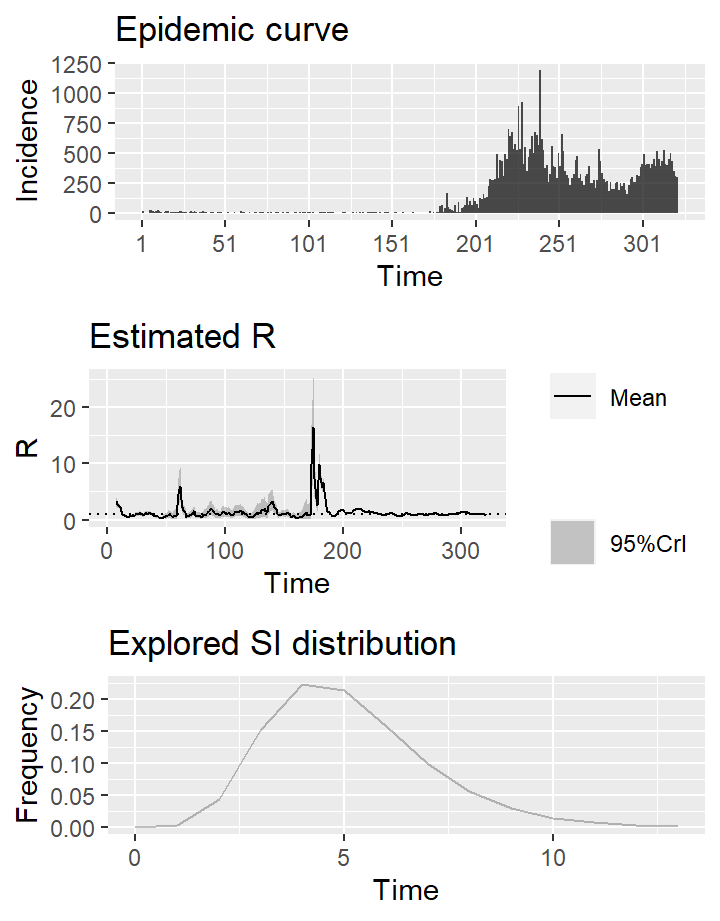 Epidemic curve
1250
1000
750
500
250
0
Incidence
1 51 101 151 201 251 301
Time
Estimated R
20
10
0
R
0 100 200 300
Time
Mean
95%CrI
Explored SI distribution
0.20
0.15
0.10
0.05
0.00
Frequency
0 5 10
Time